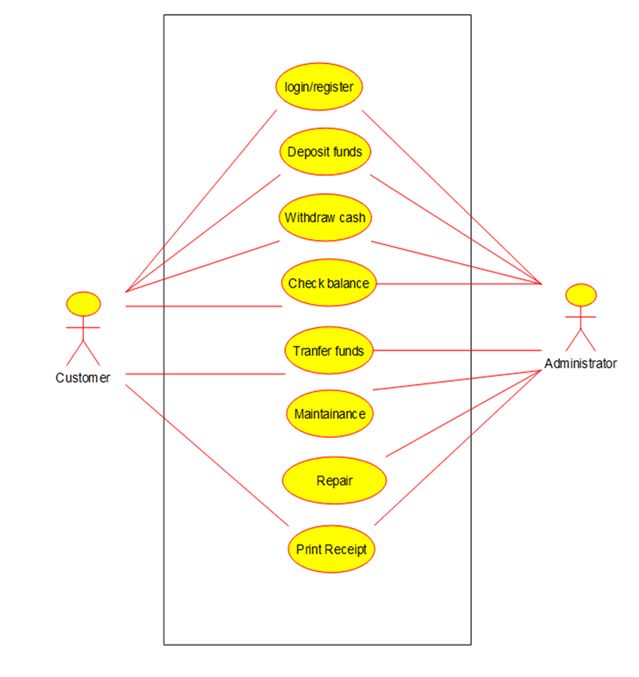 login/register
Deposit funds
Withdraw cash
Check balance
Tranfer funds
Customer
Administrator
Maintainance
Repair
Print Receipt